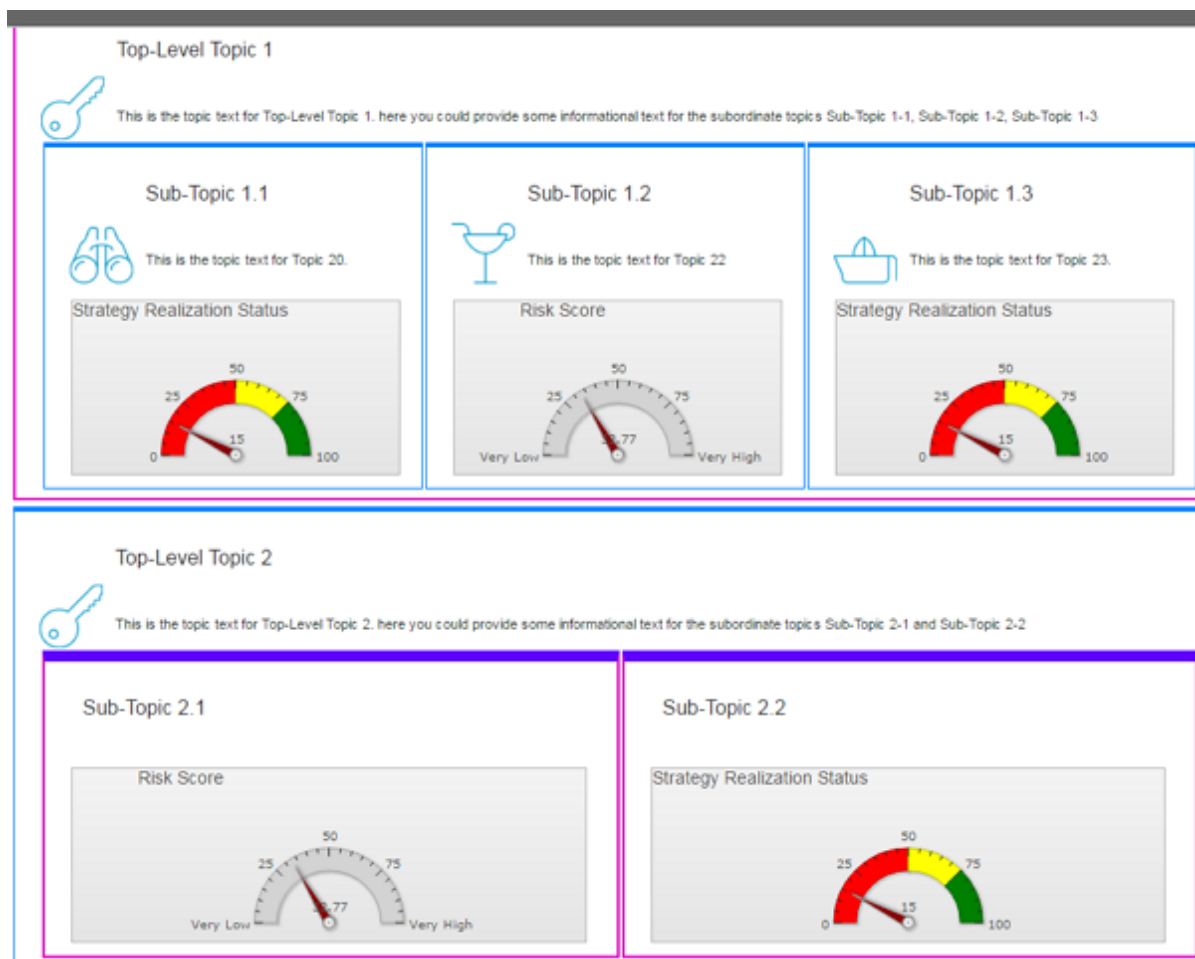 Top-Level Topic 1
This is the topic text for Top-Level Topic 1. here you could provide some informational text for the subordinate topics Sub-Topic 1-1, Sub-Topic 1-2, Sub-Topic 1-3
Sub-Topic 1.1
This is the topic text for Topic 20.
Strategy Realization Status
50
25
75
15
0
100
Sub-Topic 1.2
This is the topic text for Topic 22
Risk Score
50
25
75
.77
Very Low
Very High
Sub-Topic 1.3
This is the topic text for Topic 23.
Strategy Realization Status
50
25
75
15
0
100
Top-Level Topic 2
This is the topic text for Top-Level Topic 2. here you could provide some informational text for the subordinate topics Sub-Topic 2-1 and Sub-Topic 2-2
Sub-Topic 2.1
Risk Score
50
25
75
.77
Very Low
Very High
Sub-Topic 2.2
Strategy Realization Status
50
25
75
15
0
100